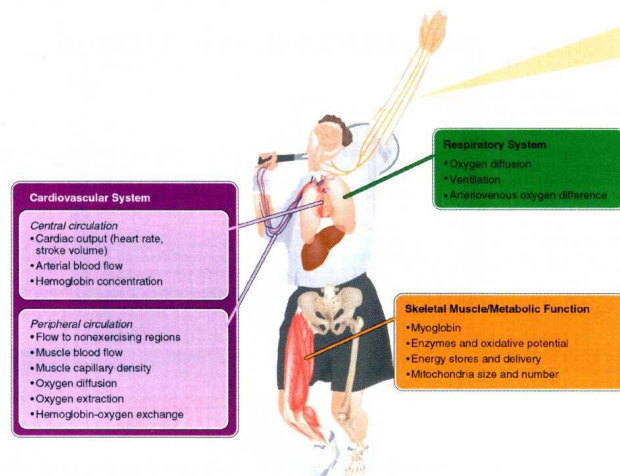 Respiratory System
•Oxygen diffusion
•Ventilation
•Arteriovenous oxygen difference
Cardiovascular System
Central circulation
•Cardiac output (heart rate,
stroke volume)
•Arterial blood flow
•Hemoglobin concentration
Peripheral circulation
•Flow to nonexercising regions
•Muscle blood flow
•Muscle capillary density
•Oxygen diffusion
•Oxygen extraction
•Hemoglobin-oxygen exchange
Skeletal Muscle/Metabolic Function
•Myoglobin
•Enzymes and oxidative potential
•Energy stores and delivery
•Mitochondria size and number